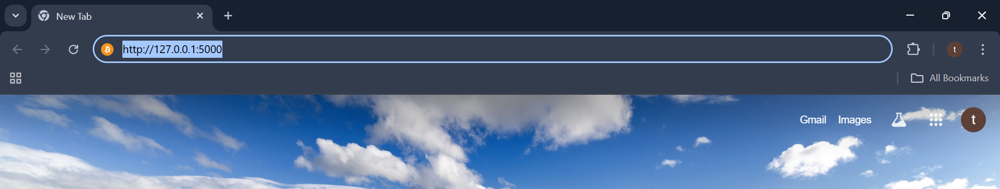 New Tab
http://127.0.0.1:5000
t
All Bookmarks
Gmail Images
t